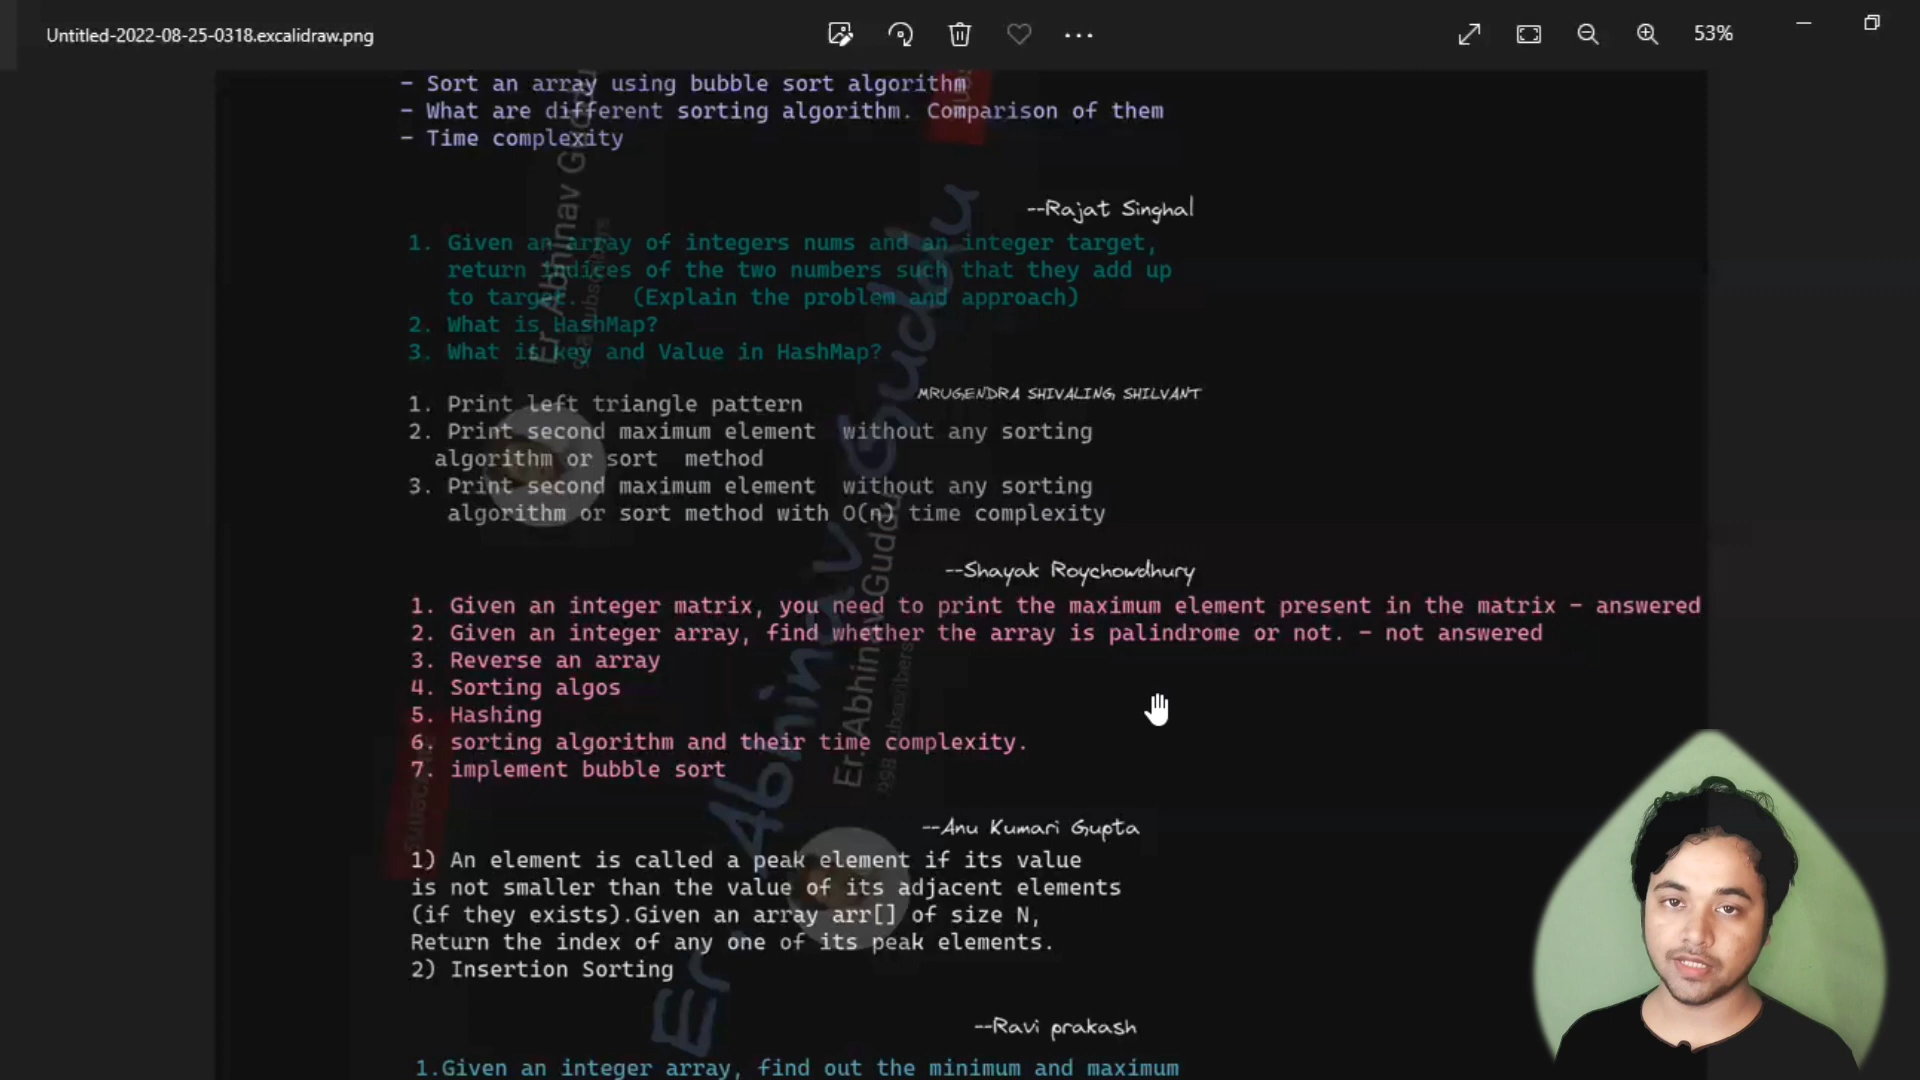 Untitled-2022-08-25-0318.excalidraw.png
53%
- Sort an array using bubble sort algorithm
- What are different sorting algorithm. Comparison of them
- Time complexity
--Rajat Singhal
1. Given an array of integers nums and an integer target,
return indices of the two numbers such that they add up
to target. (Explain the problem and approach)
2. What is HashMap?
3. What is key and Value in HashMap?
MRUGENDRA SHIVALING, SHILVANT
1. Print left triangle pattern
2. Print second maximum element without any sorting
algorithm or sort method
3. Print second maximum element without any sorting
algorithm or sort method with O(n) time complexity
--Shayak Roychowdhury
1. Given an integer matrix, you need to print the maximum element present in the matrix - answered
2. Given an integer array, find whether the array is palindrome or not. - not answered
3. Reverse an array
4. Sorting algos
5. Hashing
6. sorting algorithm and their time complexity.
7. implement bubble sort
--Anu Kumari Gupta
1) An element is called a peak element if its value
is not smaller than the value of its adjacent elements
(if they exists).Given an array arr[] of size N,
Return the index of any one of its peak elements.
2) Insertion Sorting
--Ravi prakash
1.Given an integer array, find out the minimum and maximum
Er Abhinav Guddu
Er. Abhinav Guddu
Er. Abhinav Guddu